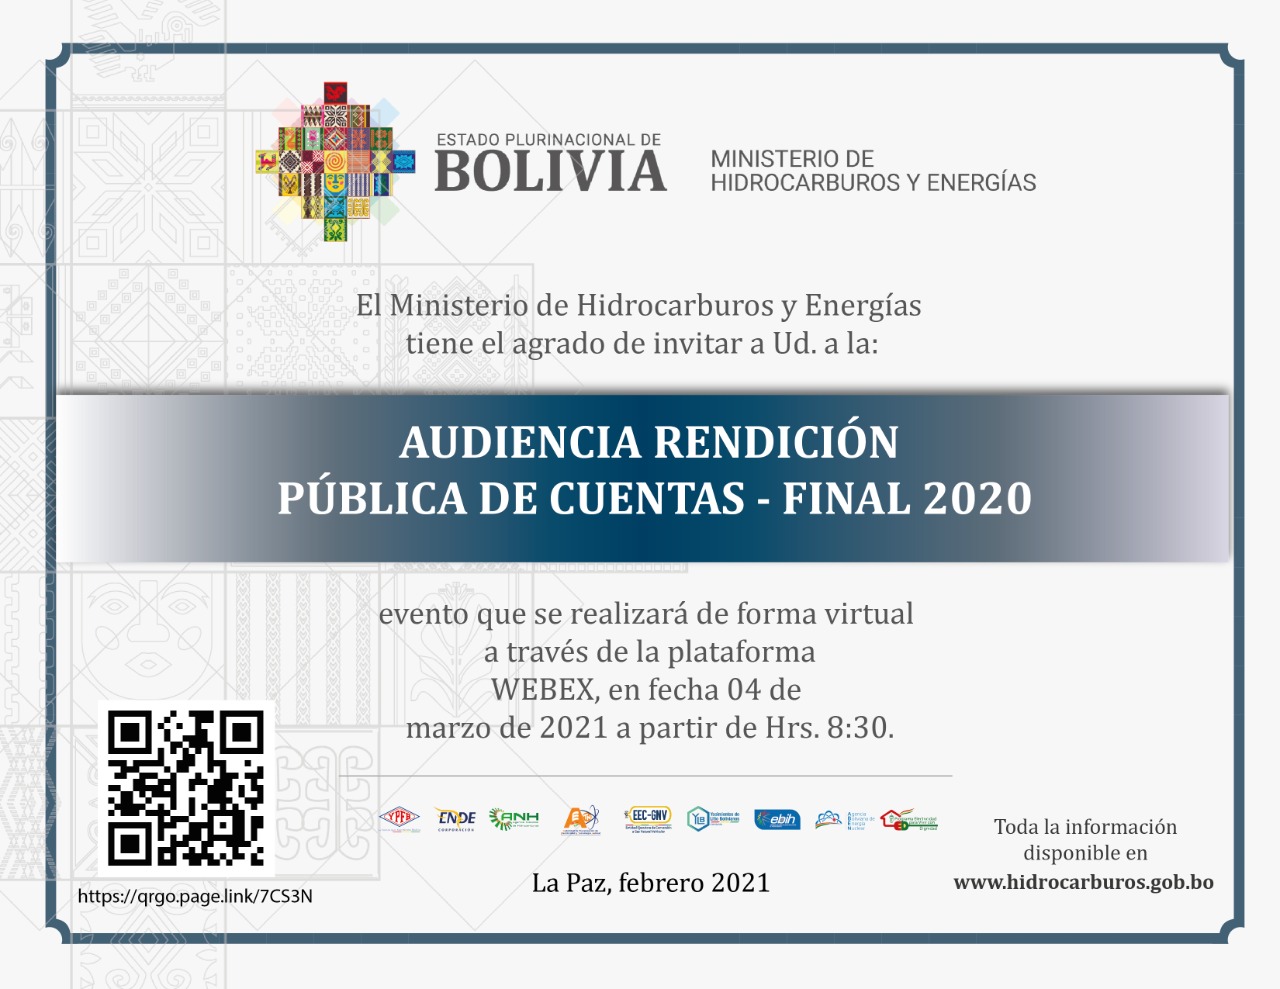 ESTADO PLURINACIONAL DE
BOLIVIA
MINISTERIO DE
HIDROCARBUROS Y ENERGÍAS
El Ministerio de Hidrocarburos y Energías
tiene el agrado de invitar a Ud. a la:
AUDIENCIA RENDICIÓN
PÚBLICA DE CUENTAS - FINAL 2020
evento que se realizará de forma virtual
a través de la plataforma
WEBEX, en fecha 04 de
marzo de 2021 a partir de Hrs. 8:30.
YPFB
ENDE
CORPORACIÓN
ANH
EEC-GNV
YLB
ebih
Toda la información
disponible en
www.hidrocarburos.gob.bo
La Paz, febrero 2021
https://qrgo.page.link/7CS3N